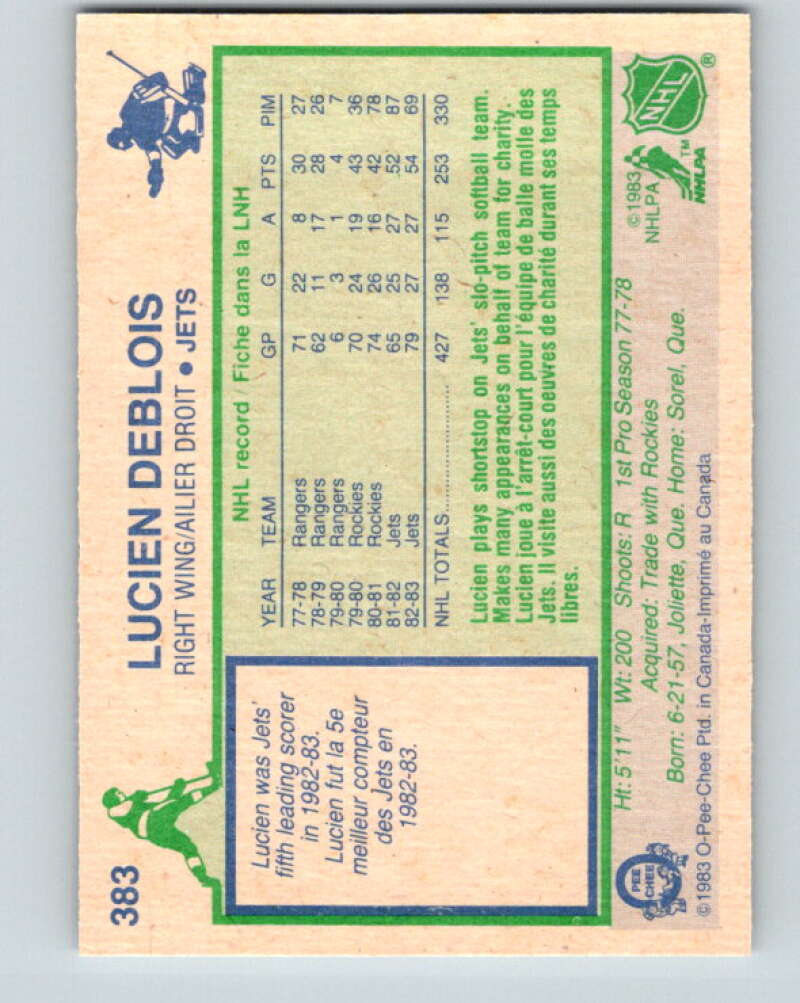 383
LUCIEN DEBLOIS
RIGHT WING/AILIER DROIT • JETS
Lucien was Jets'
fifth leading scorer
in 1982-83.
Lucien fut la 5e
meilleur compteur
des Jets en
1982-83.
NHL record / Fiche dans la LNH
YEAR TEAM GP G A PTS PIM
77-78 Rangers 71 22 8 30 27
78-79 Rangers 62 11 17 28 26
79-80 Rangers 6 3 1 4 7
79-80 Rockies 70 24 19 43 36
80-81 Rockies 74 26 16 42 78
81-82 Jets 65 25 27 52 87
82-83 Jets 79 27 27 54 69
NHL TOTALS.................... 427 138 115 253 330
Lucien plays shortstop on Jets' slo-pitch softball team.
Makes many appearances on behalf of team for charity.
Lucien joue à l'arrêt-court pour l'équipe de balle molle des
Jets. Il visite aussi des oeuvres de charité durant ses temps
libres.
Ht: 5'11" Wt: 200 Shoots: R 1st Pro Season 77-78
Acquired: Trade with Rockies
Born: 6-21-57, Joliette, Que. Home: Sorel, Que.
©1983 O-Pee-Chee Ptd. in Canada-Imprimé au Canada
O
PEE
CHEE
©1983
NHLPA
NHLPA
TM
NHL
®